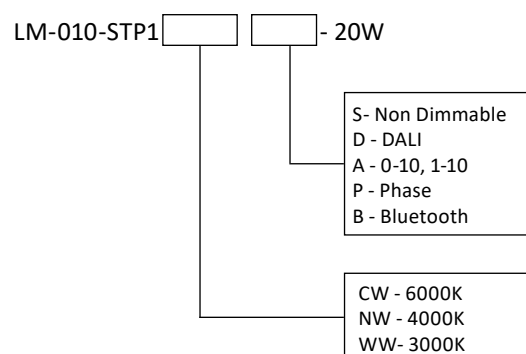 LM-010-STP1 - 20W
S- Non Dimmable
D - DALI
A - 0-10, 1-10
P - Phase
B - Bluetooth
CW - 6000K
NW - 4000K
WW- 3000K